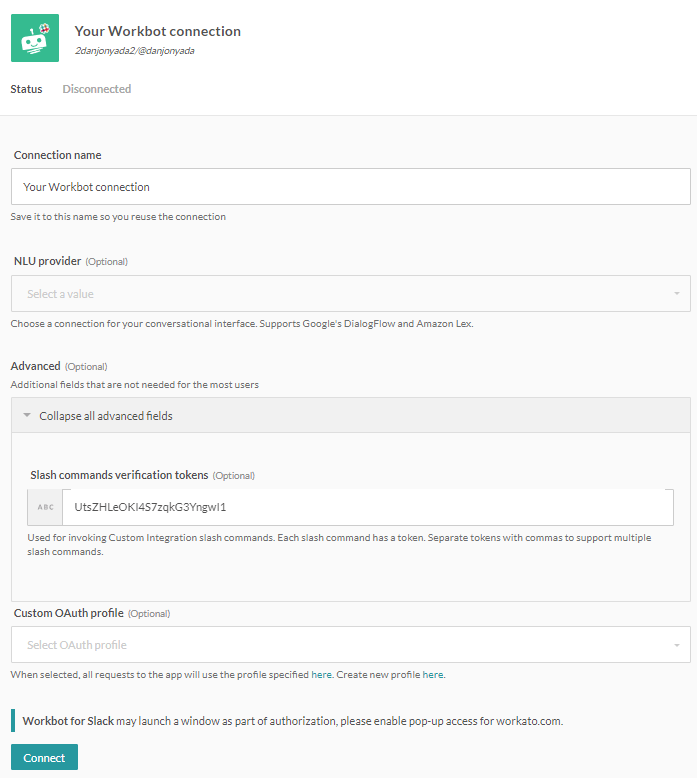 Your Workbot connection
2danjonyada2/@danjonyada
Status Disconnected
Connection name
Your Workbot connection
Save it to this name so you reuse the connection
NLU provider (Optional)
Select a value
Choose a connection for your conversational interface. Supports Google's DialogFlow and Amazon Lex.
Advanced (Optional)
Additional fields that are not needed for the most users
Collapse all advanced fields
Slash commands verification tokens (Optional)
ABC UtsZHLeOKI4S7zqkG3YngwI1
Used for invoking Custom Integration slash commands. Each slash command has a token. Separate tokens with commas to support multiple
slash commands.
Custom OAuth profile (Optional)
Select OAuth profile
When selected, all requests to the app will use the profile specified here. Create new profile here.
Workbot for Slack may launch a window as part of authorization, please enable pop-up access for workato.com.
Connect